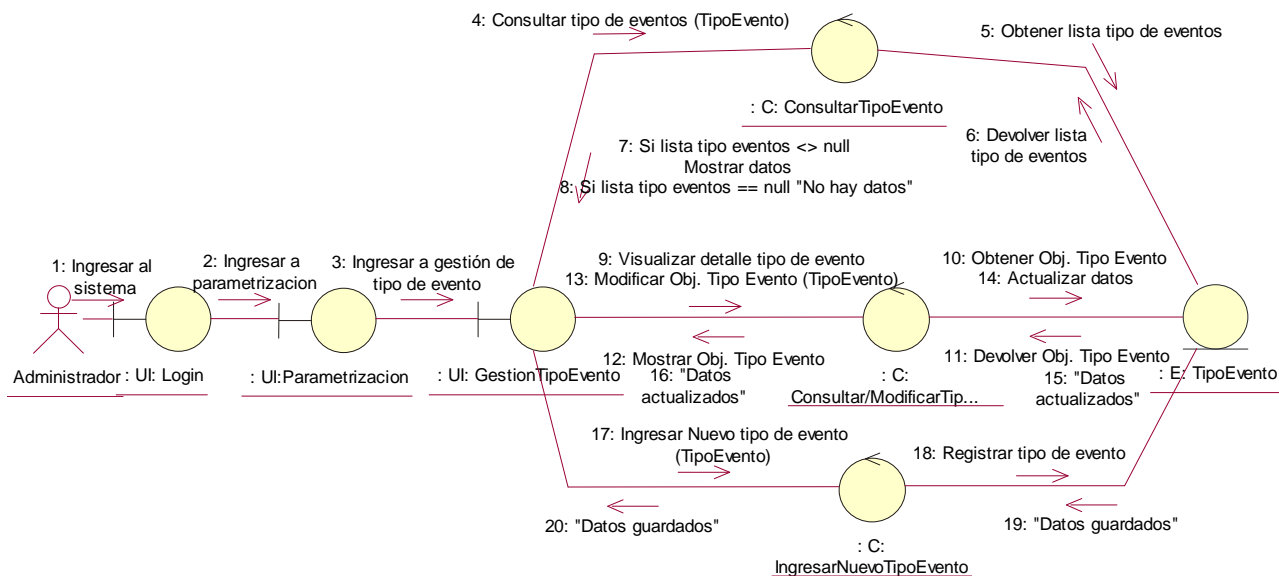 4: Consultar tipo de eventos (TipoEvento)
5: Obtener lista tipo de eventos
: C: ConsultarTipoEvento
6: Devolver lista
tipo de eventos
7: Si lista tipo eventos <> null
Mostrar datos
8: Si lista tipo eventos == null "No hay datos"
1: Ingresar al
sistema
2: Ingresar a
parametrizacion
3: Ingresar a gestión de
tipo de evento
9: Visualizar detalle tipo de evento
13: Modificar Obj. Tipo Evento (TipoEvento)
10: Obtener Obj. Tipo Evento
14: Actualizar datos
Administrador
: UI: Login
: UI:Parametrizacion
: UI: GestionTipoEvento
12: Mostrar Obj. Tipo Evento
16: "Datos
actualizados"
: C:
Consultar/ModificarTip...
11: Devolver Obj. Tipo Evento
15: "Datos
actualizados"
: E: TipoEvento
17: Ingresar Nuevo tipo de evento
(TipoEvento)
18: Registrar tipo de evento
20: "Datos guardados"
19: "Datos guardados"
: C:
IngresarNuevoTipoEvento